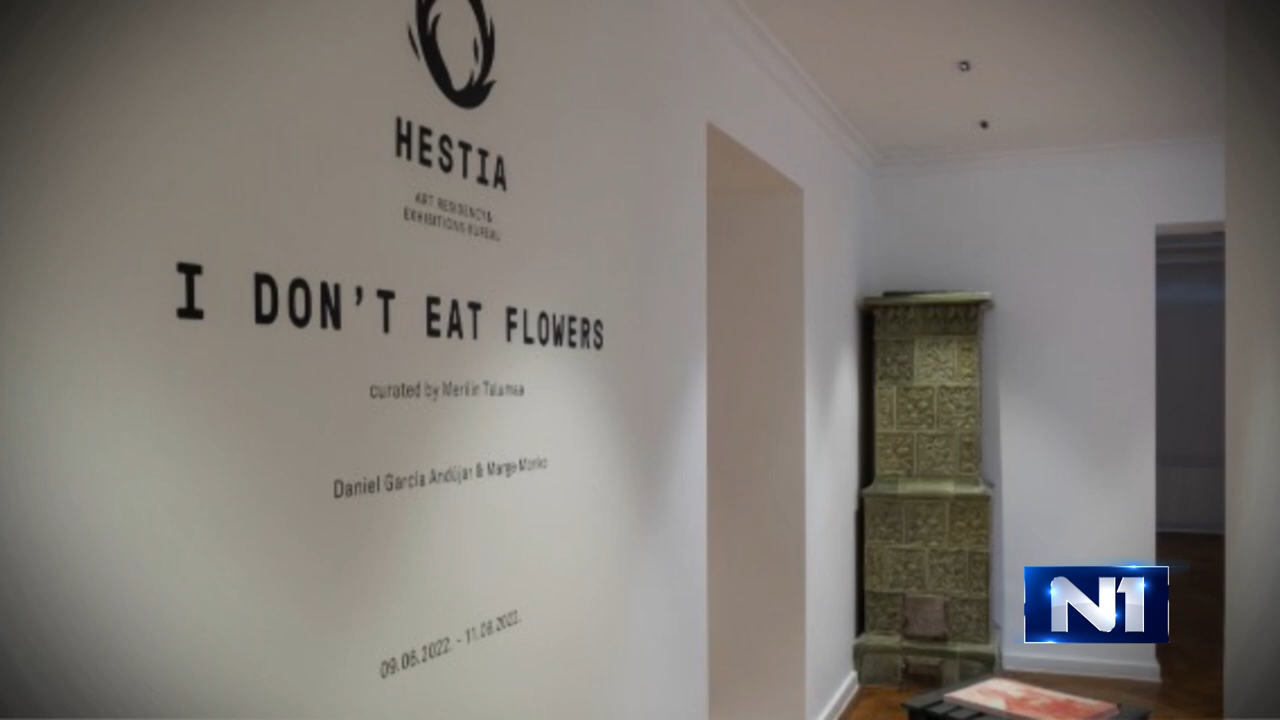 HESTIA
ART RESIDENCY &
EXHIBITIONS BUREAU
I DON'T EAT FLOWERS
curated by Merilin Talumaa
Daniel García Andújar & Marge Monko
09.06.2022. - 11.08.2022.
N1